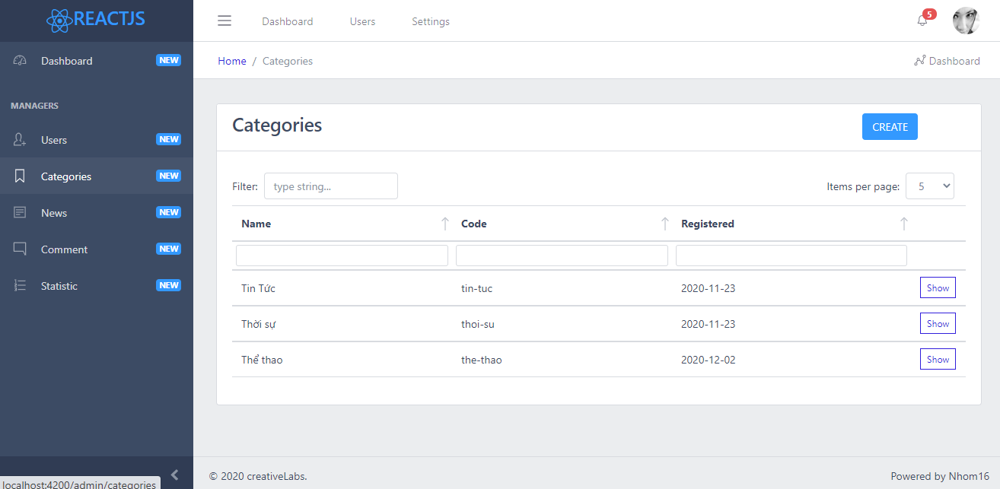 REACTJS
Dashboard Users Settings 5
Home / Categories Dashboard
Dashboard NEW
MANAGERS
Users NEW
Categories NEW
News NEW
Comment NEW
Statistic NEW
Categories CREATE
Filter: type string... Items per page: 5
Name Code Registered
Tin Tức tin-tuc 2020-11-23 Show
Thời sự thoi-su 2020-11-23 Show
Thể thao the-thao 2020-12-02 Show
© 2020 creativeLabs. Powered by Nhom16
localhost:4200/admin/categories